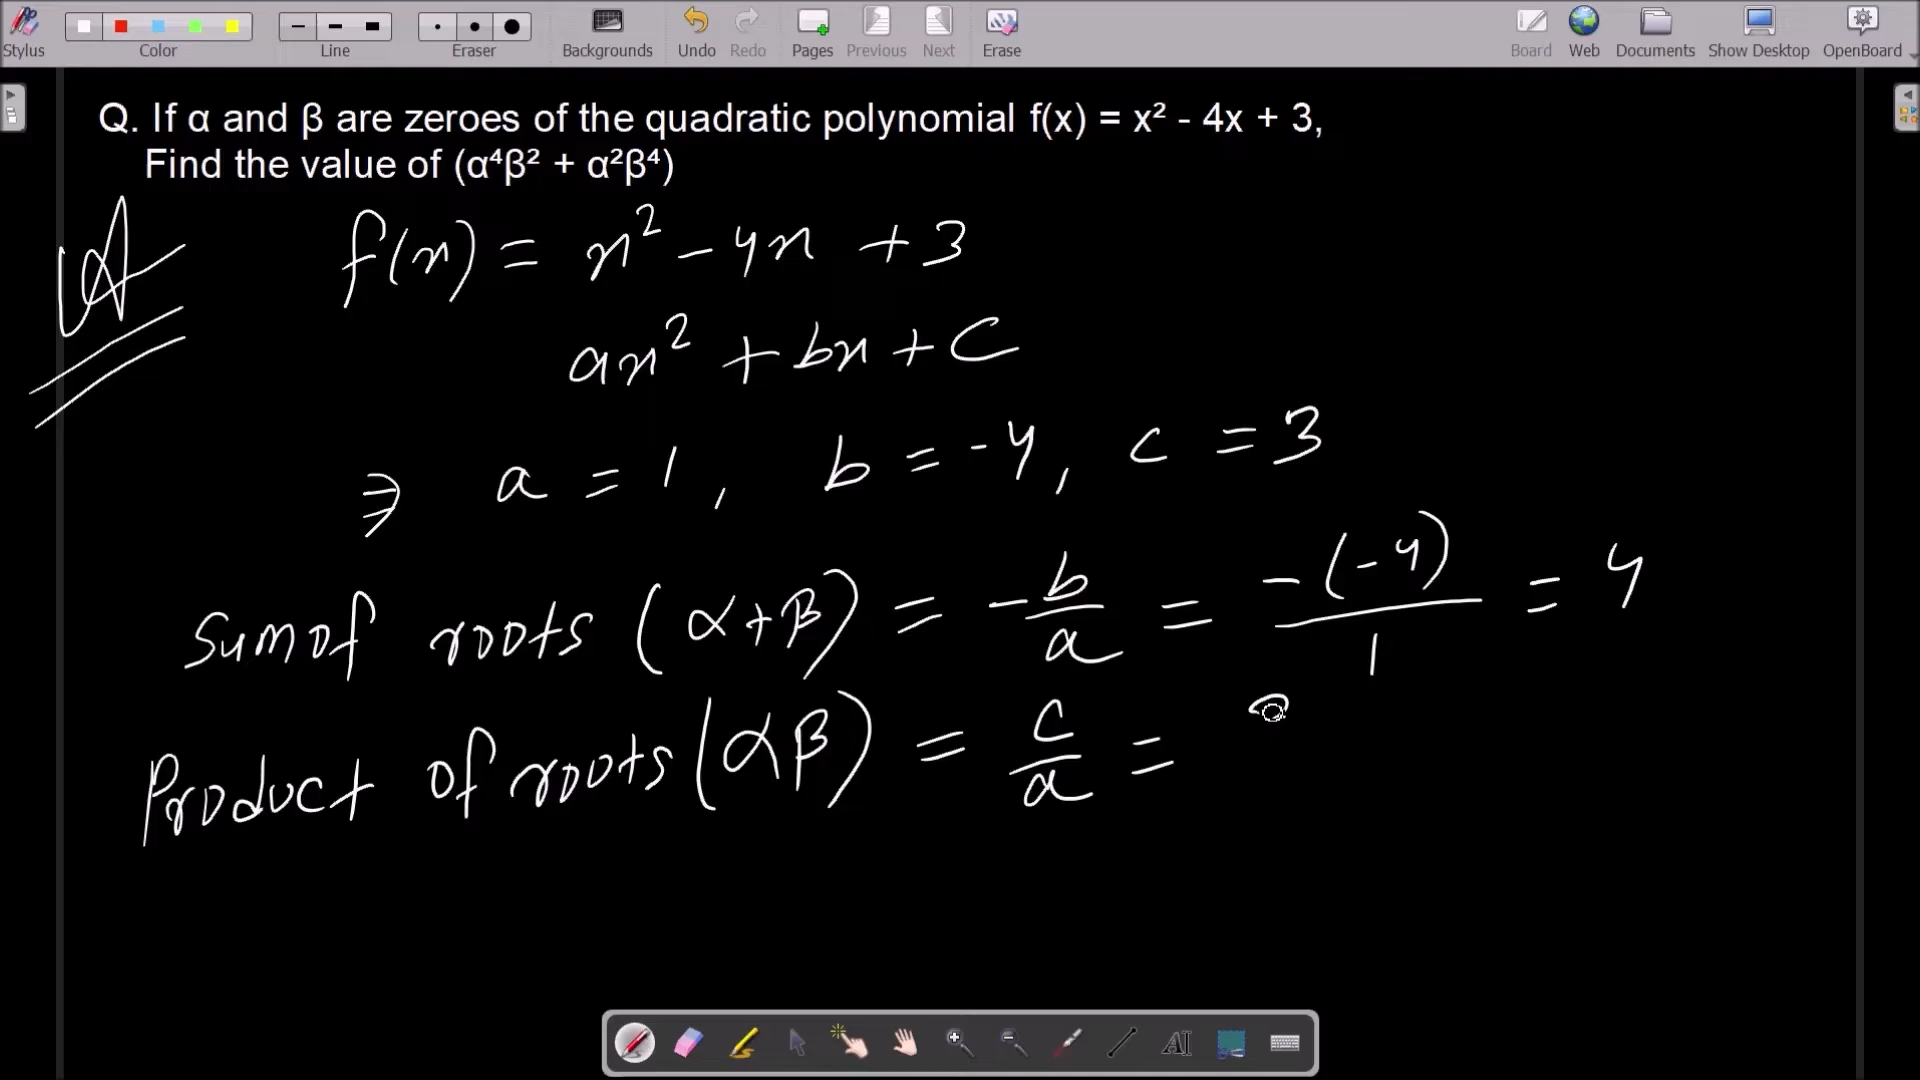 Stylus Color Line Eraser Backgrounds Undo Redo Pages Previous Next Erase Board Web Documents Show Desktop OpenBoard
Q. If α and β are zeroes of the quadratic polynomial f(x) = x² - 4x + 3,
Find the value of (α⁴β² + α²β⁴)
f(x) = x² - 4x + 3
ax² + bx + c
⇒ a = 1, b = -4, c = 3
Sum of roots (α+β) = -b/a = -(-4)/1 = 4
Product of roots (αβ) = c/a =
AI